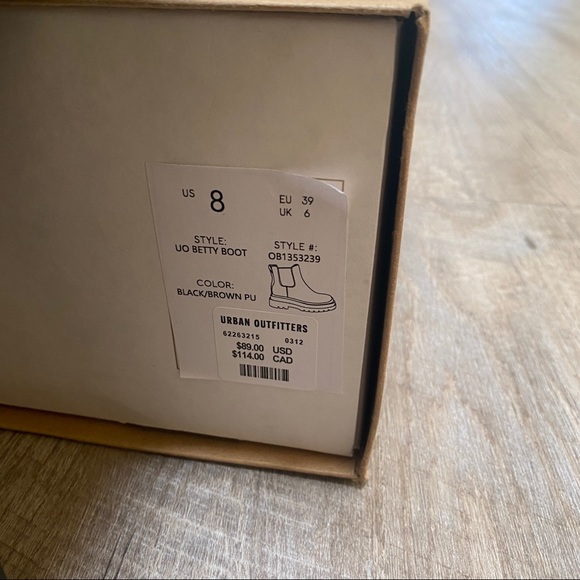 US 8 EU 39
UK 6
STYLE: STYLE #:
UO BETTY BOOT OB1353239
COLOR:
BLACK/BROWN PU
URBAN OUTFITTERS
62263215 0312
$89.00 USD
$114.00 CAD